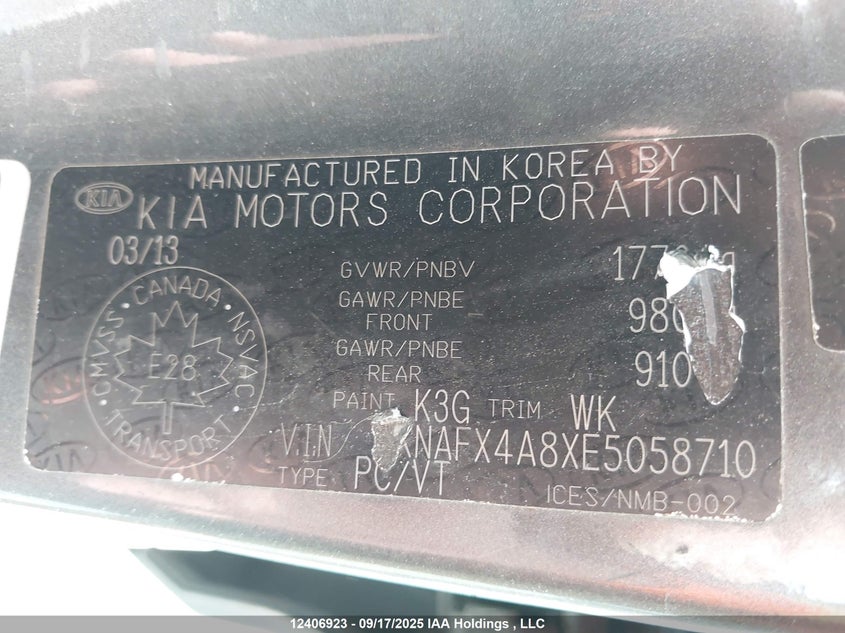 MANUFACTURED IN KOREA BY
KIA KIA MOTORS CORPORATION
03/13
GVWR/PNBV
GAWR/PNBE
FRONT
GAWR/PNBE
REAR 910
PAINT K3G TRIM WK
V.I.N KNAFX4A8XE5058710
TYPE PC/VT
ICES/NMB-002
CANADA
CMVSS NSVAC
E28
TRANSPORT
12406923 - 09/17/2025 IAA Holdings , LLC